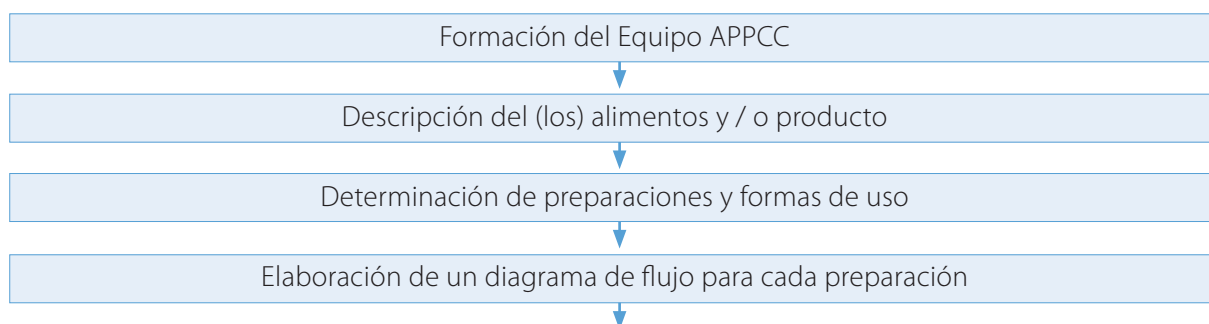 Formación del Equipo APPCC
Descripción del (los) alimentos y / o producto
Determinación de preparaciones y formas de uso
Elaboración de un diagrama de flujo para cada preparación